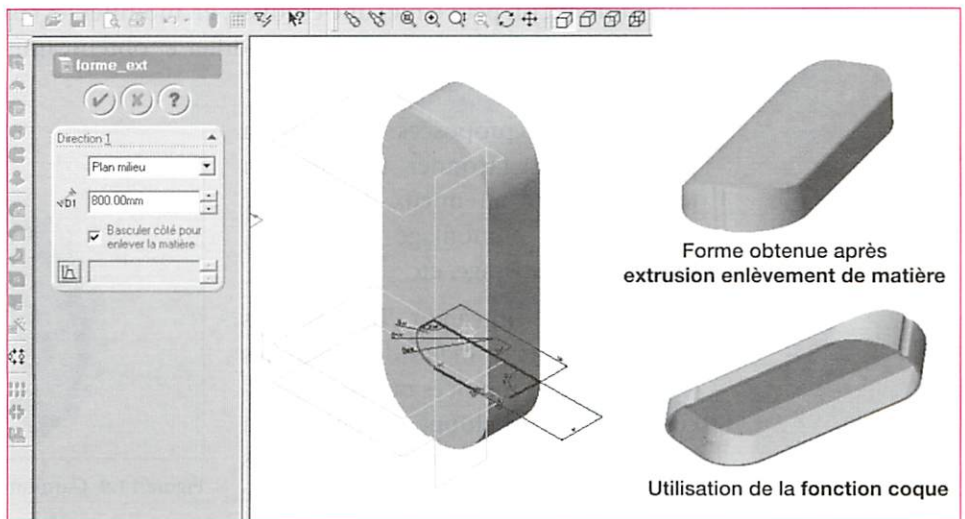 forme_ext
Direction 1
Plan milieu
D1
800.00mm
Basculer côté pour
enlever la matière
Forme obtenue après
extrusion enlèvement de matière
Utilisation de la fonction coque